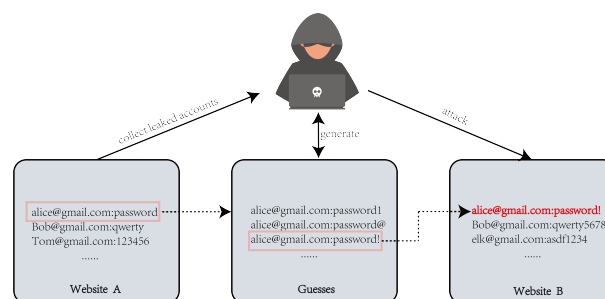 collect leaked accounts
generate
attack
alice@gmail.com:password
Bob@gmail.com:qwerty
Tom@gmail.com:123456
......
Website A
alice@gmail.com:password1
alice@gmail.com:password@
alice@gmail.com:password!
......
Guesses
alice@gmail.com:password!
Bob@gmail.com:qwerty5678
elk@gmail.com:asdf1234
......
Website B